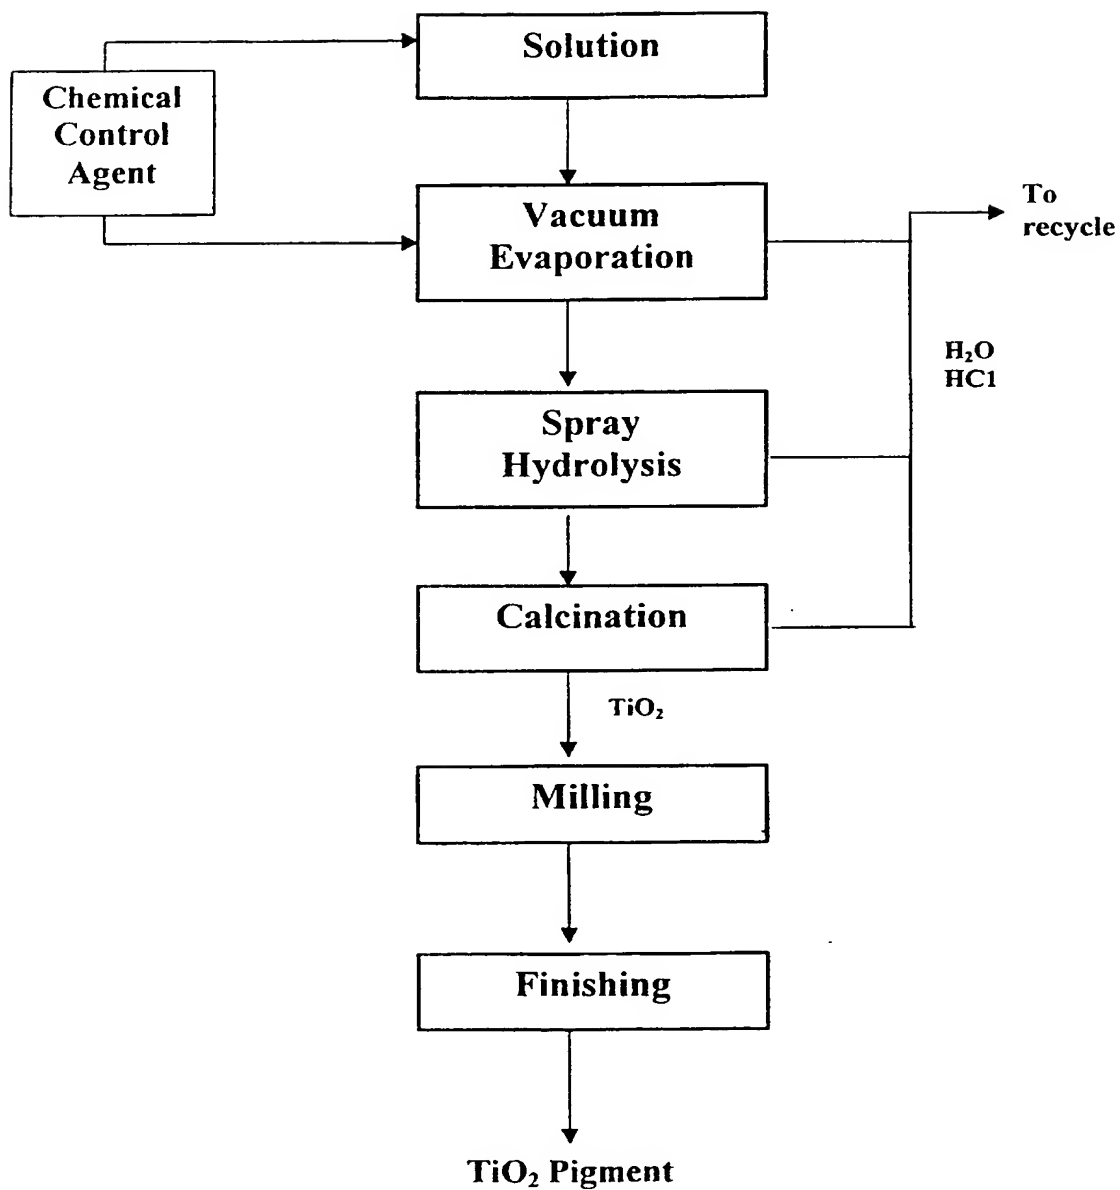 Solution
Chemical
Control
Agent
Vacuum
Evaporation
To
recycle
H₂O
HC1
Spray
Hydrolysis
Calcination
TiO₂
Milling
Finishing
TiO₂ Pigment